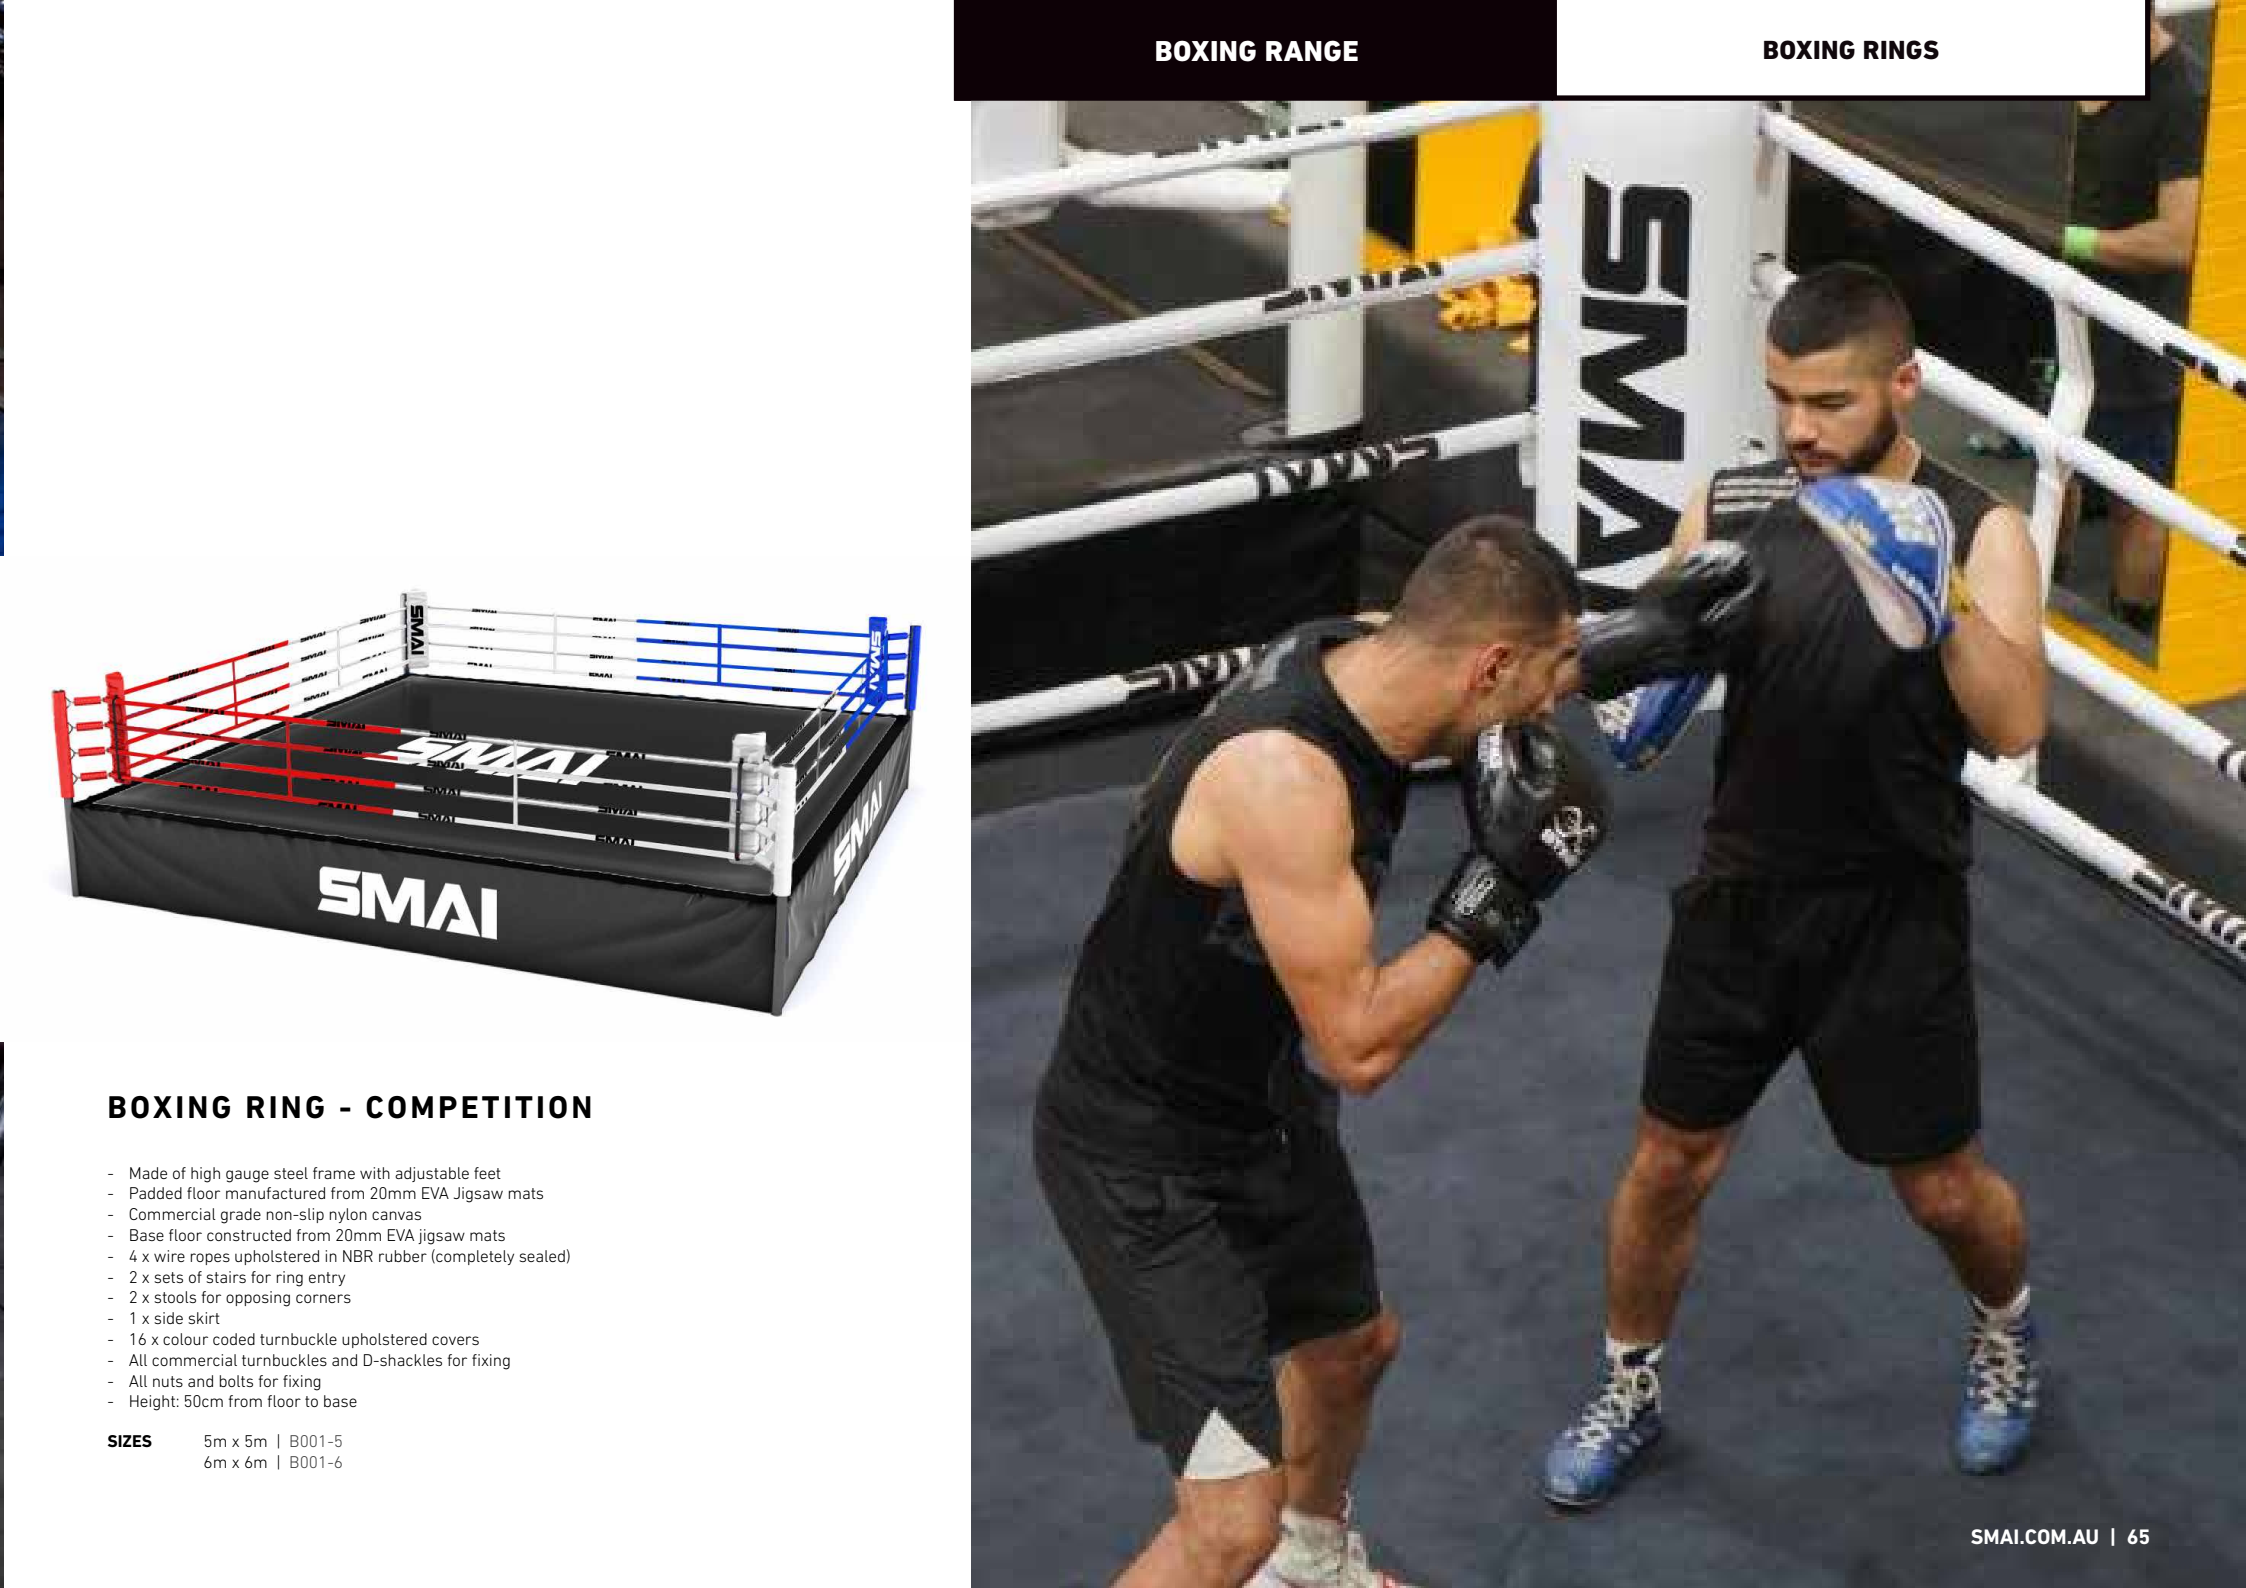 BOXING RANGE
BOXING RINGS
SMAI
SMAI
SMAI
SMAI
SMAI
SMAI
BOXING RING - COMPETITION
- Made of high gauge steel frame with adjustable feet
- Padded floor manufactured from 20mm EVA Jigsaw mats
- Commercial grade non-slip nylon canvas
- Base floor constructed from 20mm EVA jigsaw mats
- 4 x wire ropes upholstered in NBR rubber (completely sealed)
- 2 x sets of stairs for ring entry
- 2 x stools for opposing corners
- 1 x side skirt
- 16 x colour coded turnbuckle upholstered covers
- All commercial turnbuckles and D-shackles for fixing
- All nuts and bolts for fixing
- Height: 50cm from floor to base
SIZES 5m x 5m | B001-5
6m x 6m | B001-6
SMAI.COM.AU | 65